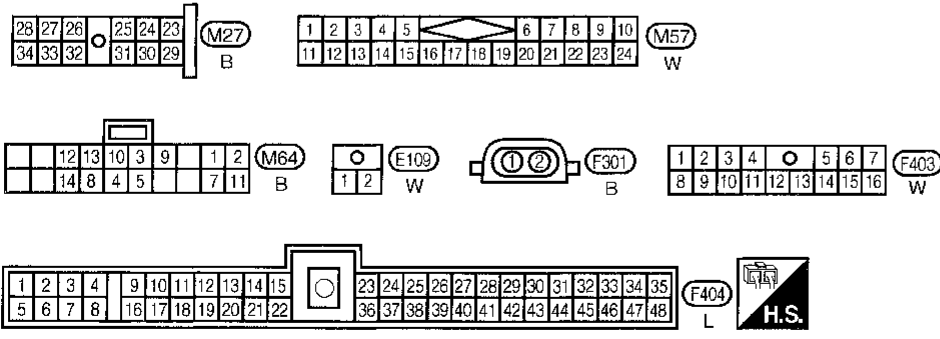 28 27 26 25 24 23 M27
34 33 32 31 30 29 B
1 2 3 4 5 6 7 8 9 10 M57
11 12 13 14 15 16 17 18 19 20 21 22 23 24 W
12 13 10 3 9 1 2 M64
14 8 4 5 7 11 B
E109
1 2 W
1 2 F301
B
1 2 3 4 5 6 7 F403
8 9 10 11 12 13 14 15 16 W
1 2 3 4 9 10 11 12 13 14 15 23 24 25 26 27 28 29 30 31 32 33 34 35 F404
5 6 7 8 16 17 18 19 20 21 22 36 37 38 39 40 41 42 43 44 45 46 47 48 L
H.S.